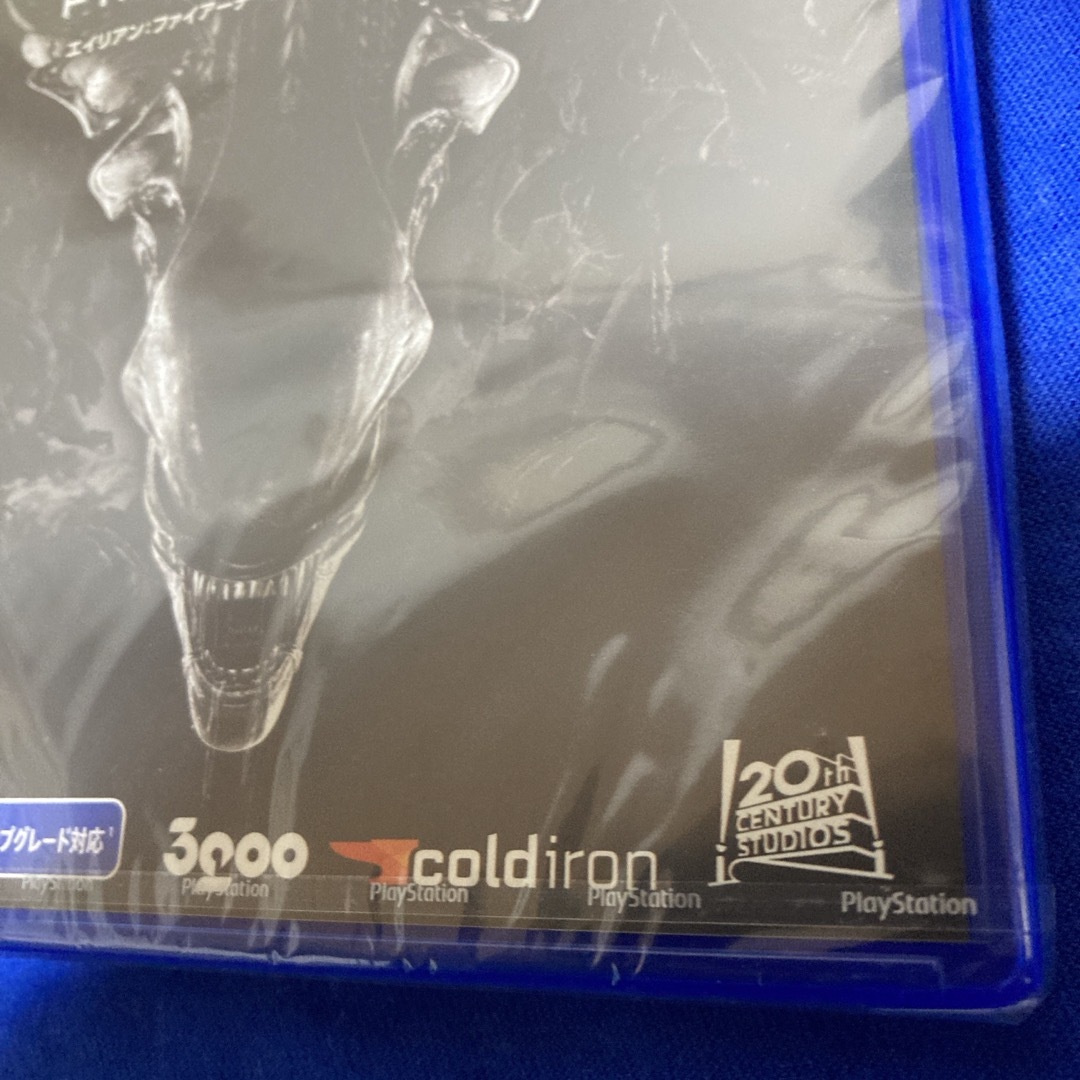 エイリアン:ファイアーテ
プグレード対応
3000
coldiron
20th
CENTURY
STUDIOS
PlayStation PlayStation PlayStation PlayStation PlayStation